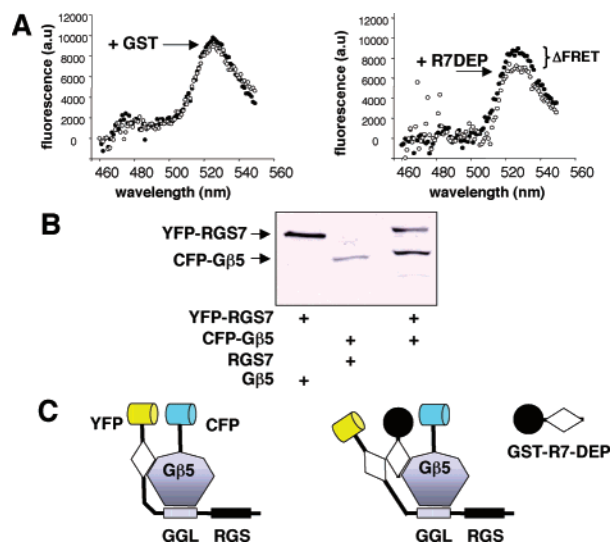 A
fluorescence (a.u)
12000
10000
8000
6000
4000
2000
0
+ GST
460 480 500 520 540 560
wavelength (nm)
fluorescence (a.u)
12000
10000
8000
6000
4000
2000
0
+ R7DEP
ΔFRET
460 480 500 520 540 560
wavelength (nm)
B
YFP-RGS7
CFP-Gβ5
YFP-RGS7 + +
CFP-Gβ5 + +
RGS7 +
Gβ5 +
C
YFP CFP
Gβ5
GGL RGS
Gβ5
GGL RGS
GST-R7-DEP